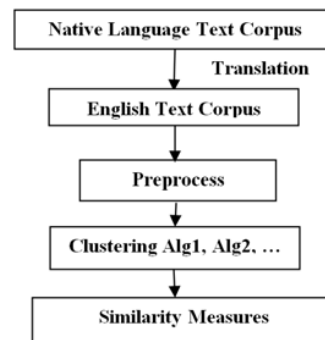 Native Language Text Corpus
Translation
English Text Corpus
Preprocess
Clustering Alg1, Alg2, ...
Similarity Measures